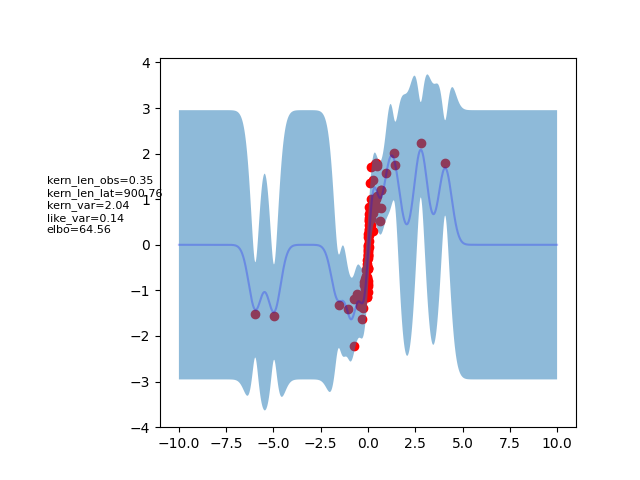 4
3
2
kern_len_obs=0.35
kern_len_lat=900.76
1
kern_var=2.04
like_var=0.14
elbo=64.56
0
−1
−2
−3
−4
−10.0 −7.5 −5.0 −2.5 0.0 2.5 5.0 7.5 10.0